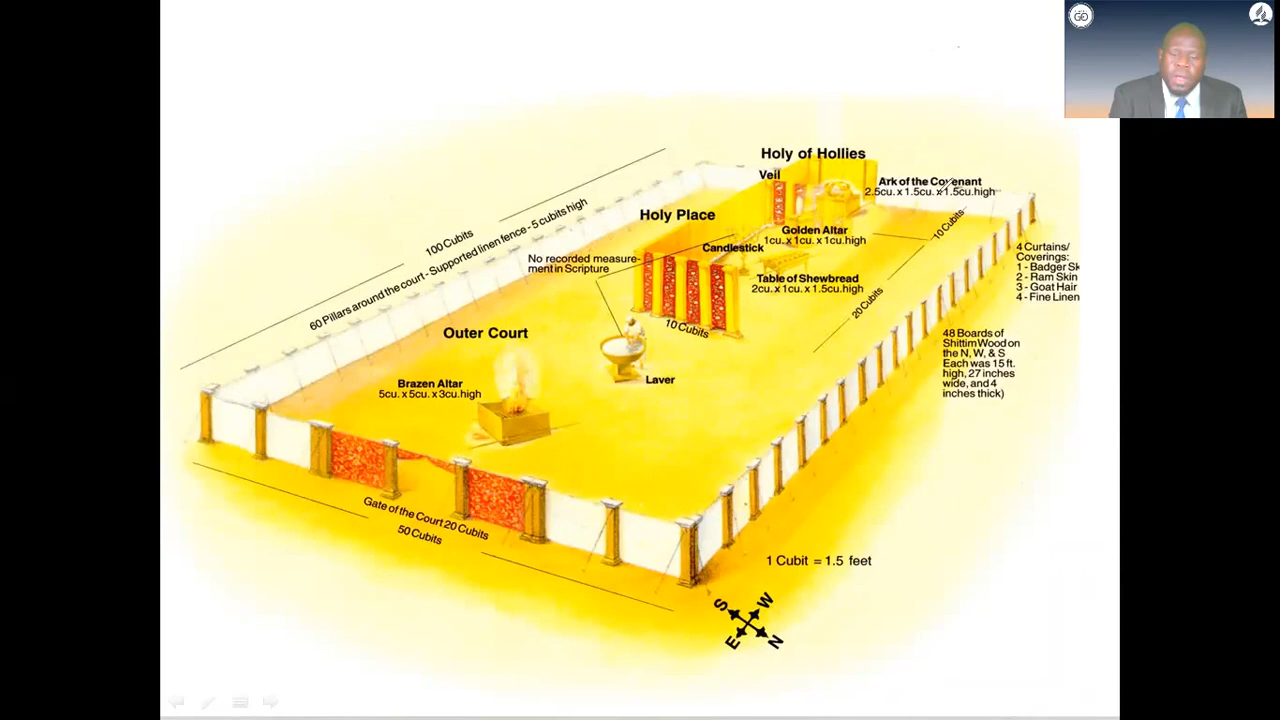 Holy of Hollies
Veil
Ark of the Covenant
2.5cu. x 1.5cu. x 1.5cu.high
Holy Place
Golden Altar
1cu. x 1cu. x 1cu.high
10 Cubits
Candlestick
No recorded measure-
ment in Scripture
100 Cubits
60 Pillars around the court - Supported linen fence - 5 cubits high
Table of Shewbread
2cu. x 1cu. x 1.5cu.high
20 Cubits
4 Curtains/
Coverings:
1 - Badger Sk
2 - Ram Skin
3 - Goat Hair
4 - Fine Linen
10 Cubits
Outer Court
48 Boards of
Shittim Wood on
the N, W, & S
Each was 15 ft.
high, 27 inches
wide, and 4
inches thick)
Laver
Brazen Altar
5cu. x 5cu. x 3cu.high
Gate of the Court 20 Cubits
50 Cubits
1 Cubit = 1.5 feet
S W
E N